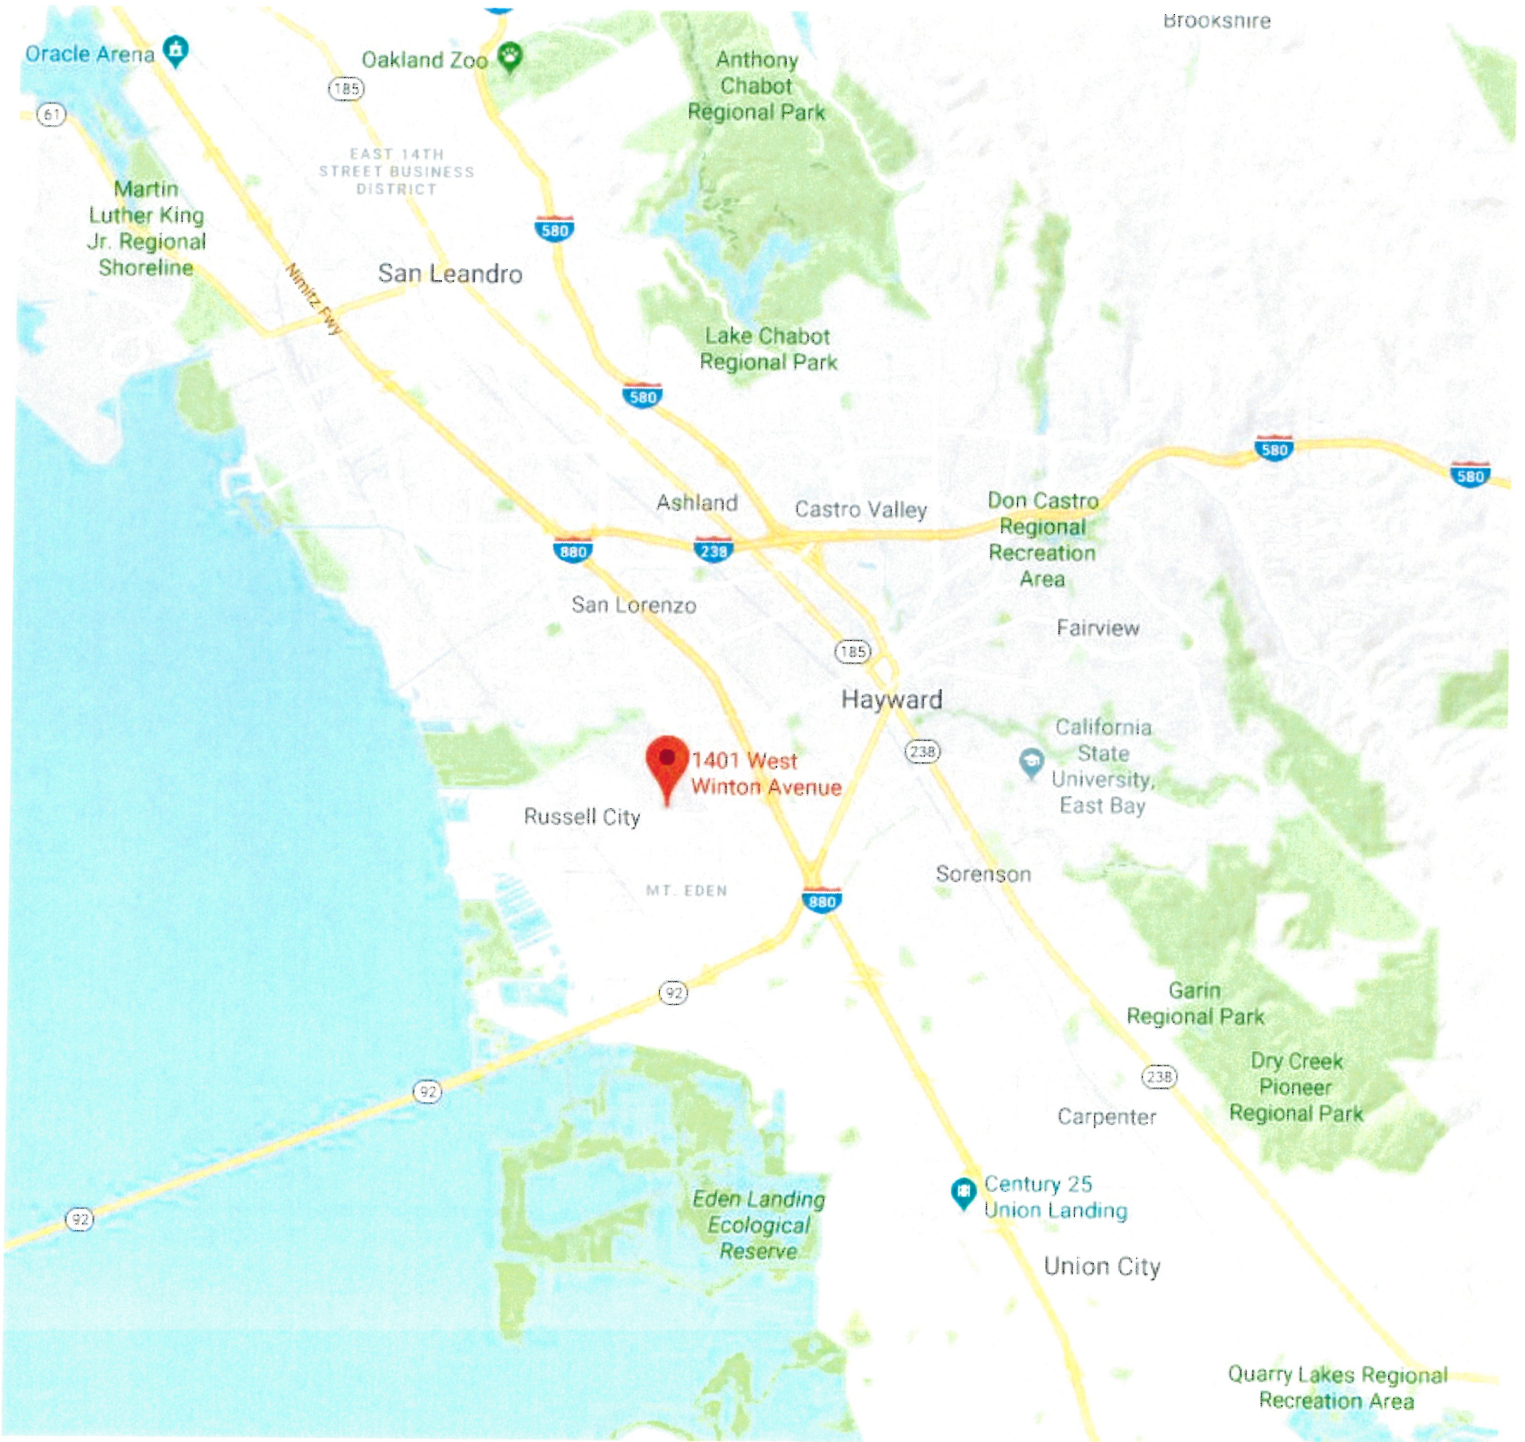 Brookshire
Oracle Arena
Oakland Zoo
Anthony
Chabot
Regional Park
185
61
EAST 14TH
STREET BUSINESS
DISTRICT
Martin
Luther King
Jr. Regional
Shoreline
580
San Leandro
Nimitz Fwy
Lake Chabot
Regional Park
580
580
580
Ashland
Castro Valley
Don Castro
Regional
Recreation
Area
880
238
San Lorenzo
Fairview
185
Hayward
238
California
State
University,
East Bay
1401 West
Winton Avenue
Russell City
MT. EDEN
Sorenson
880
92
Garin
Regional Park
Dry Creek
Pioneer
Regional Park
238
92
Carpenter
Century 25
Union Landing
Eden Landing
Ecological
Reserve
92
Union City
Quarry Lakes Regional
Recreation Area